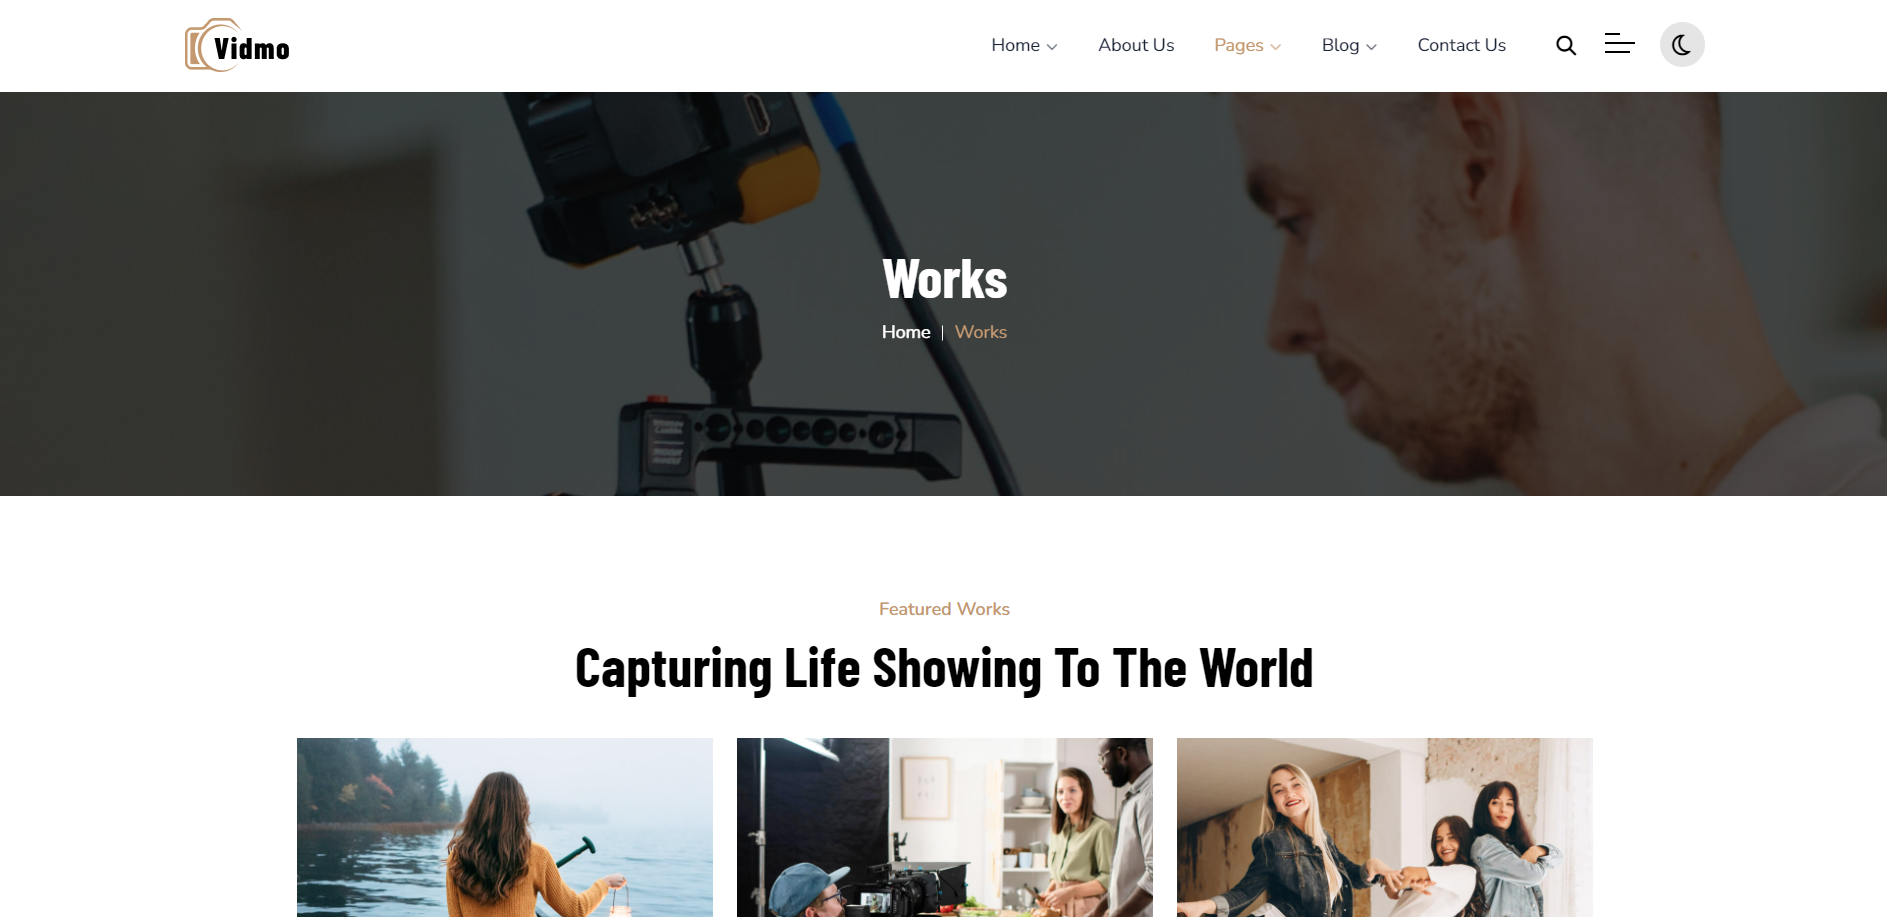 Vidmo
Home About Us Pages Blog Contact Us
Works
Home | Works
Featured Works
Capturing Life Showing To The World